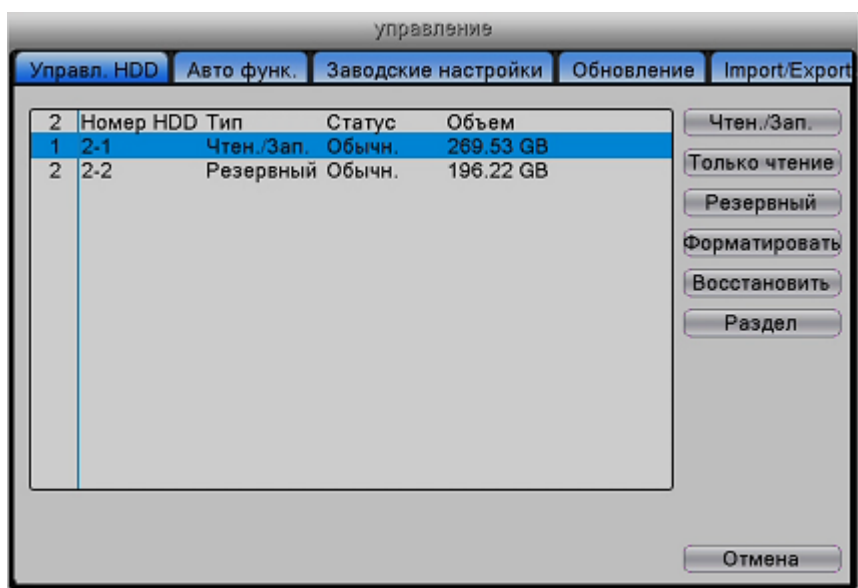 управление
Управл. HDD Авто функ. Заводские настройки Обновление Import/Export
2 Номер HDD Тип Статус Объем
1 2-1 Чтен./Зап. Обычн. 269.53 GB
2 2-2 Резервный Обычн. 196.22 GB
Чтен./Зап.
Только чтение
Резервный
Форматировать
Восстановить
Раздел
Отмена